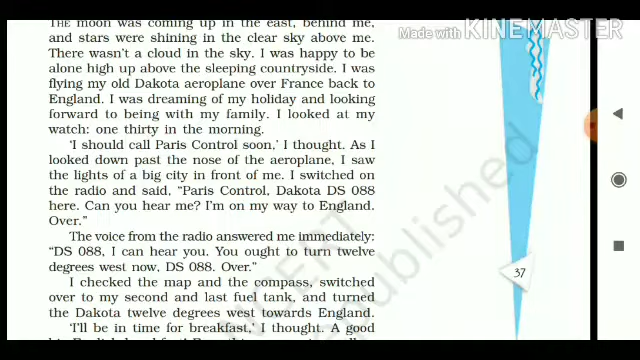 THE moon was coming up in the east, behind me,
and stars were shining in the clear sky above me.
There wasn't a cloud in the sky. I was happy to be
alone high up above the sleeping countryside. I was
flying my old Dakota aeroplane over France back to
England. I was dreaming of my holiday and looking
forward to being with my family. I looked at my
watch: one thirty in the morning.
'I should call Paris Control soon,' I thought. As I
looked down past the nose of the aeroplane, I saw
the lights of a big city in front of me. I switched on
the radio and said, “Paris Control, Dakota DS 088
here. Can you hear me? I'm on my way to England.
Over.”
The voice from the radio answered me immediately:
“DS 088, I can hear you. You ought to turn twelve
degrees west now, DS 088. Over.”
I checked the map and the compass, switched
over to my second and last fuel tank, and turned
the Dakota twelve degrees west towards England.
'I'll be in time for breakfast,' I thought. A good
Made with KINEMASTER
37
NCERT
republished